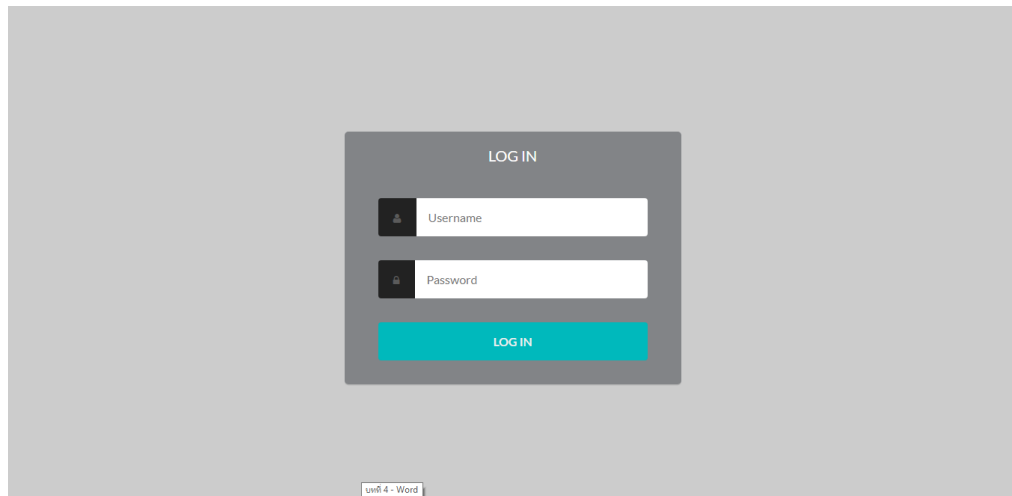 LOG IN
Username
Password
LOG IN
บทที่ 4 - Word